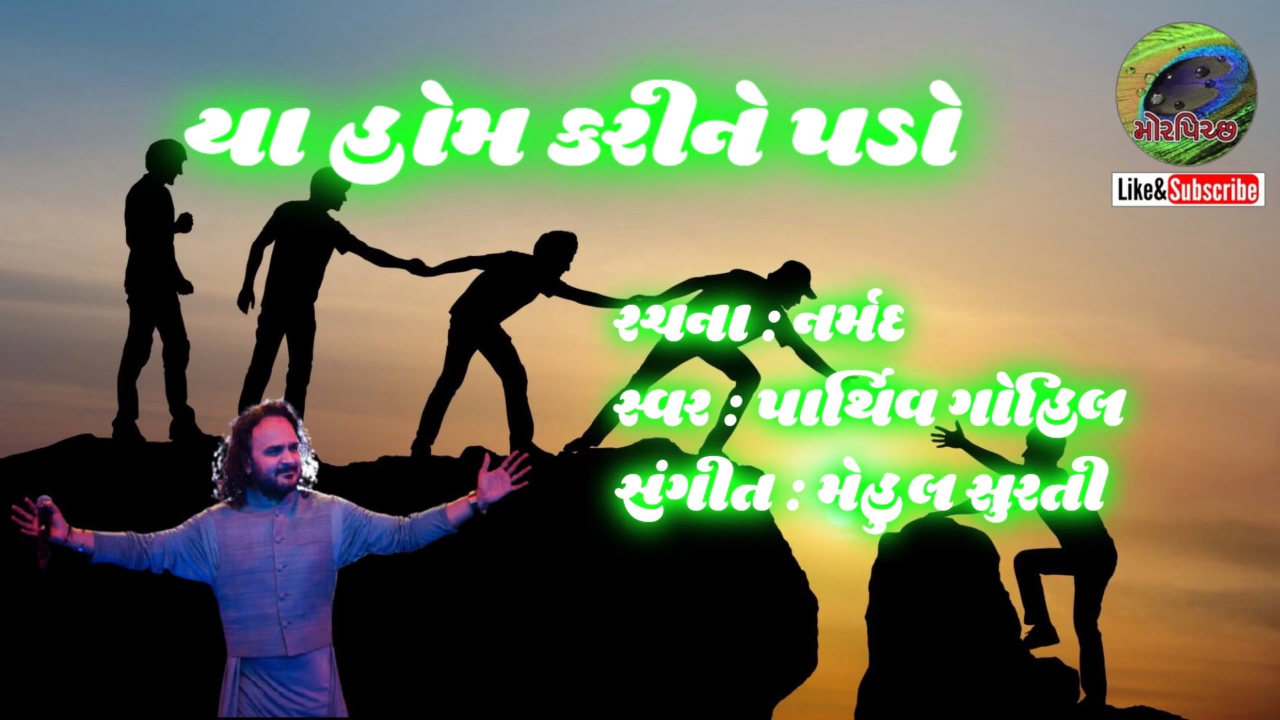 યા હોમ કરીને પડો
મોરપિચ્છ
Like&Subscribe
રચના : નર્મદ
સ્વર : પાર્થિવ ગોહિલ
સંગીત : મેહુલ સુરતી